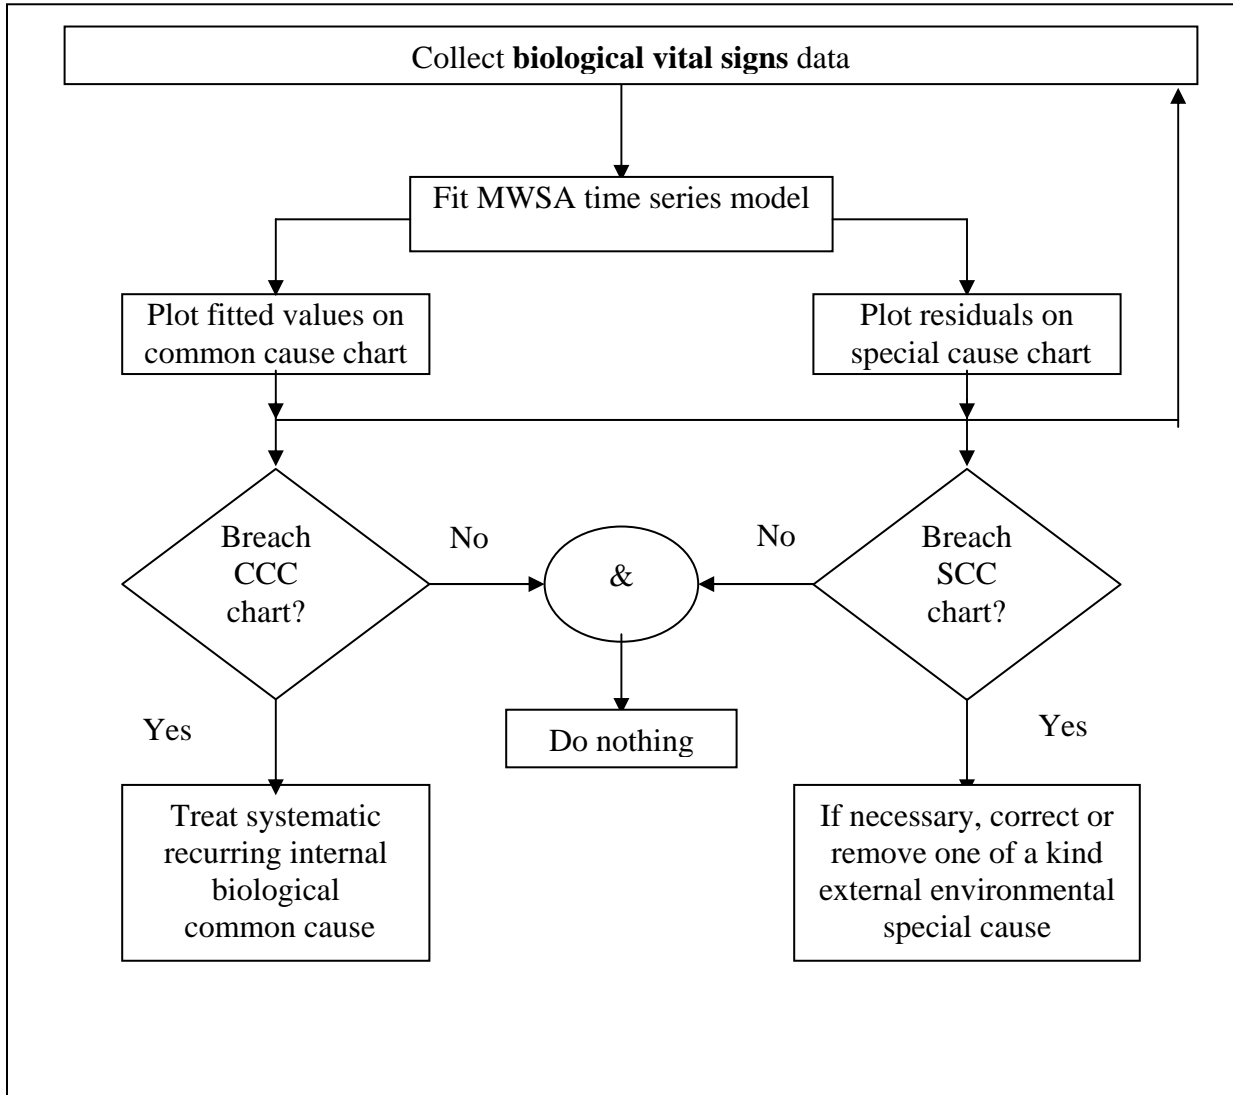 Collect biological vital signs data
Fit MWSA time series model
Plot fitted values on
common cause chart
Plot residuals on
special cause chart
Breach
CCC
chart?
No
&
No
Breach
SCC
chart?
Yes
Do nothing
Yes
Treat systematic
recurring internal
biological
common cause
If necessary, correct or
remove one of a kind
external environmental
special cause